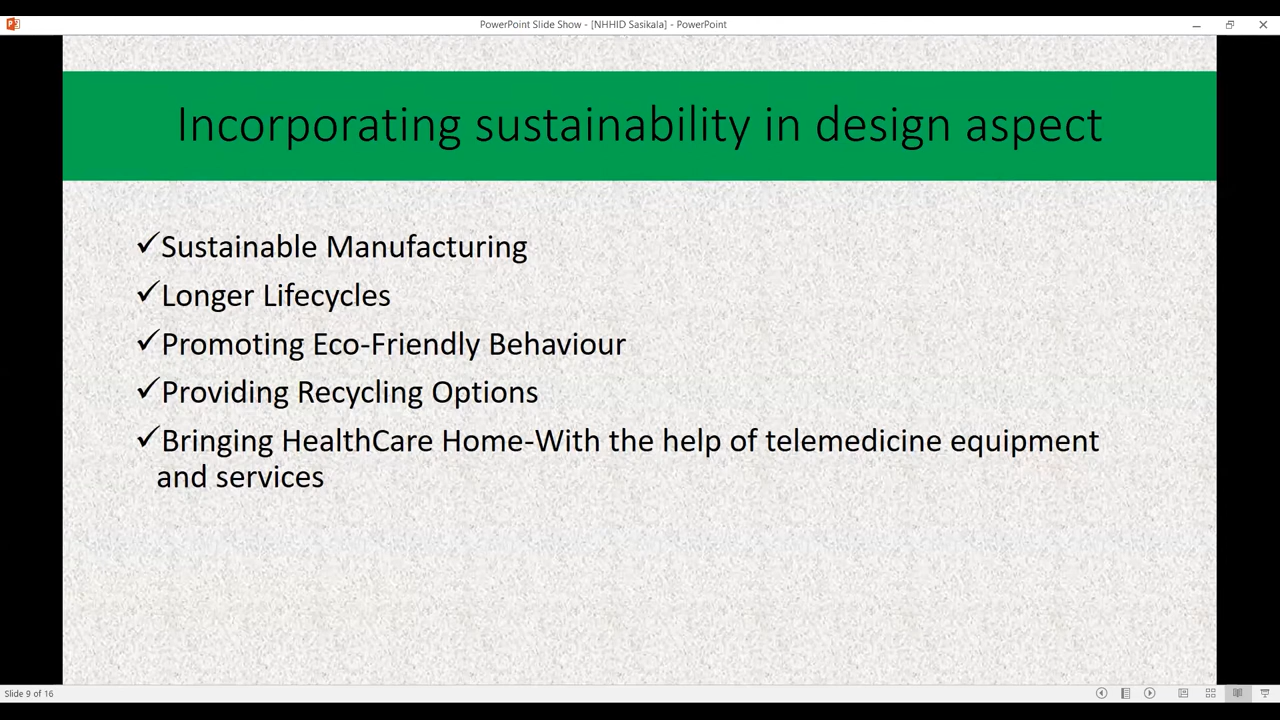 PowerPoint Slide Show - [NHHID Sasikala] - PowerPoint
Incorporating sustainability in design aspect
✓Sustainable Manufacturing
✓Longer Lifecycles
✓Promoting Eco-Friendly Behaviour
✓Providing Recycling Options
✓Bringing HealthCare Home-With the help of telemedicine equipment
and services
Slide 9 of 16